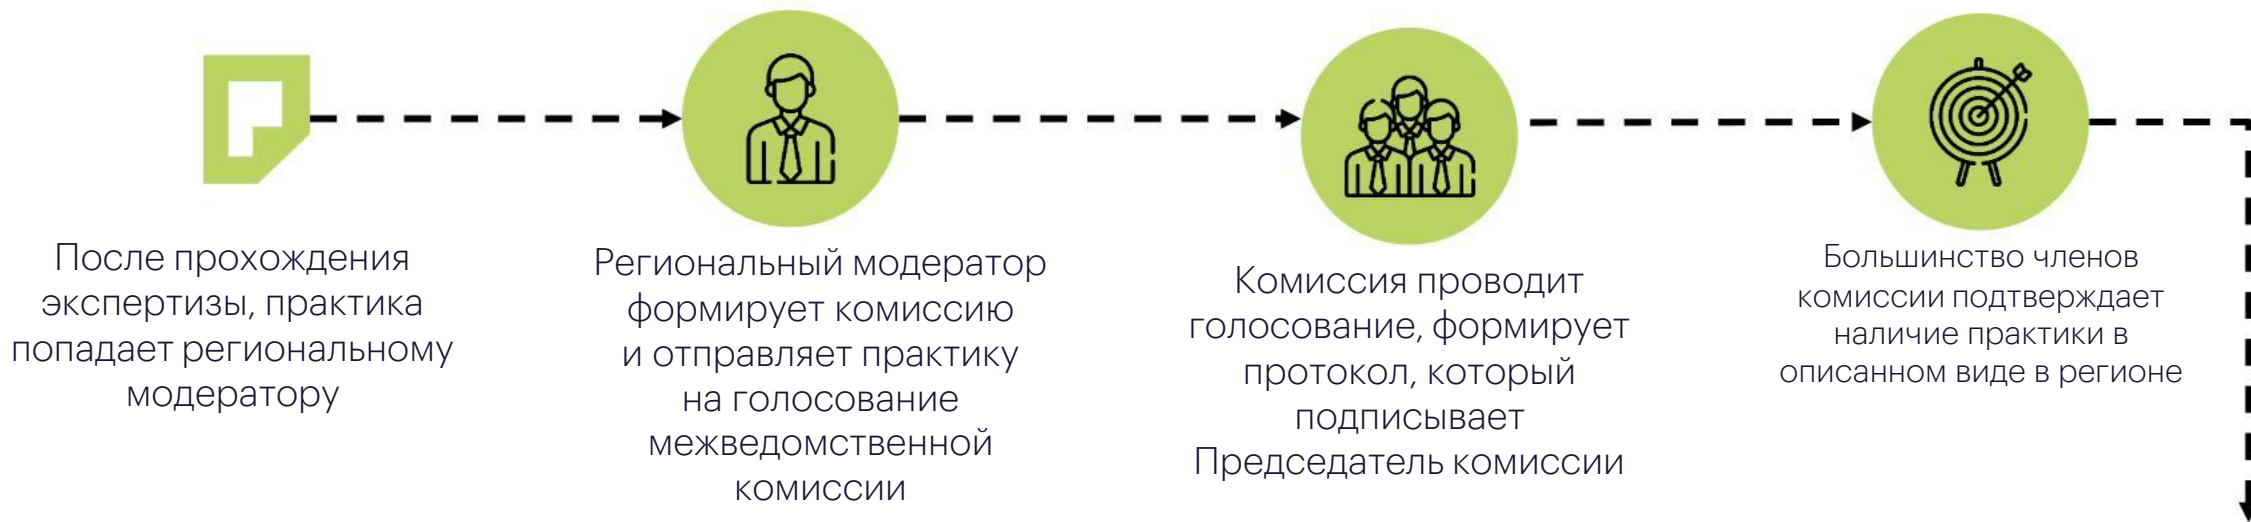 После прохождения
экспертизы, практика
попадает региональному
модератору
Региональный модератор
формирует комиссию
и отправляет практику
на голосование
межведомственной
комиссии
Комиссия проводит
голосование, формирует
протокол, который
подписывает
Председатель комиссии
Большинство членов
комиссии подтверждает
наличие практики в
описанном виде в регионе